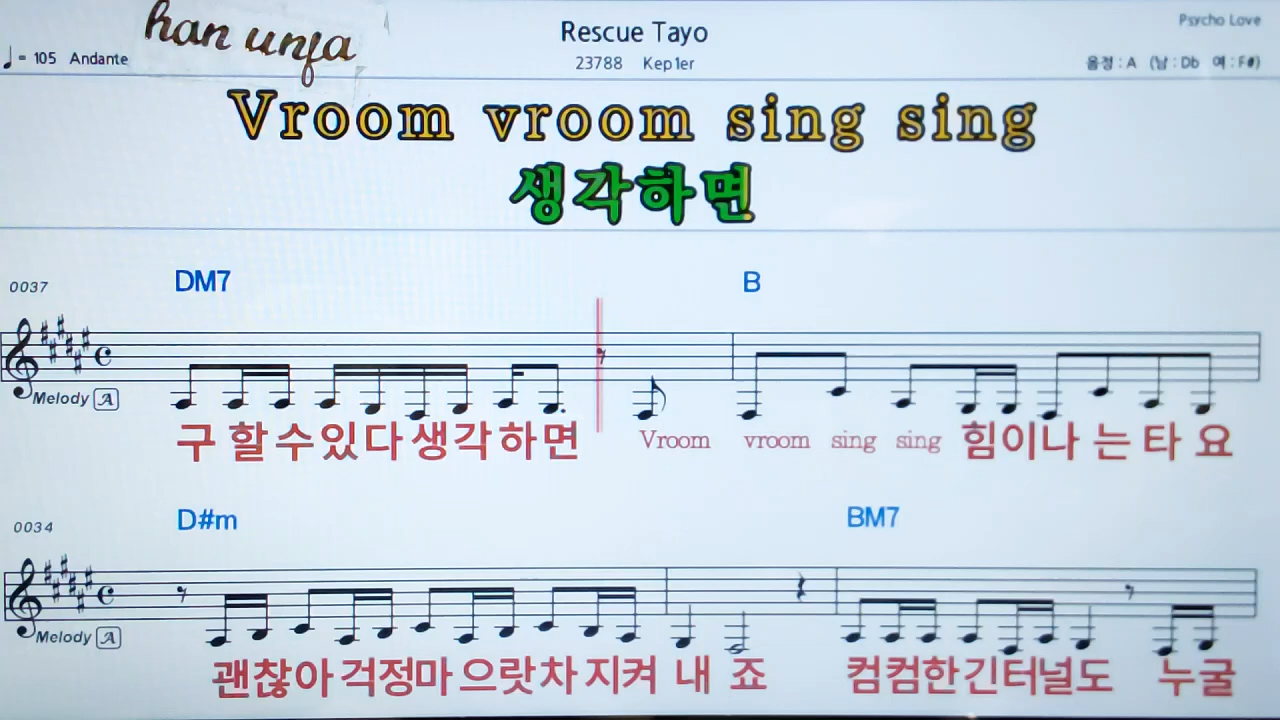 han unja
Rescue Tayo
Psycho Love
♩= 105 Andante
23788 Kep1er
음정 : A (남 : Db 여 : F#)
Vroom vroom sing sing
생각하면
DM7 B
0037
Melody A
구 할 수 있다 생각 하 면 Vroom vroom sing sing 힘이나 는 타 요
D#m BM7
0034
Melody A
괜찮아 걱정마 으랏차 지켜 내 죠 컴컴한긴터널도 누굴